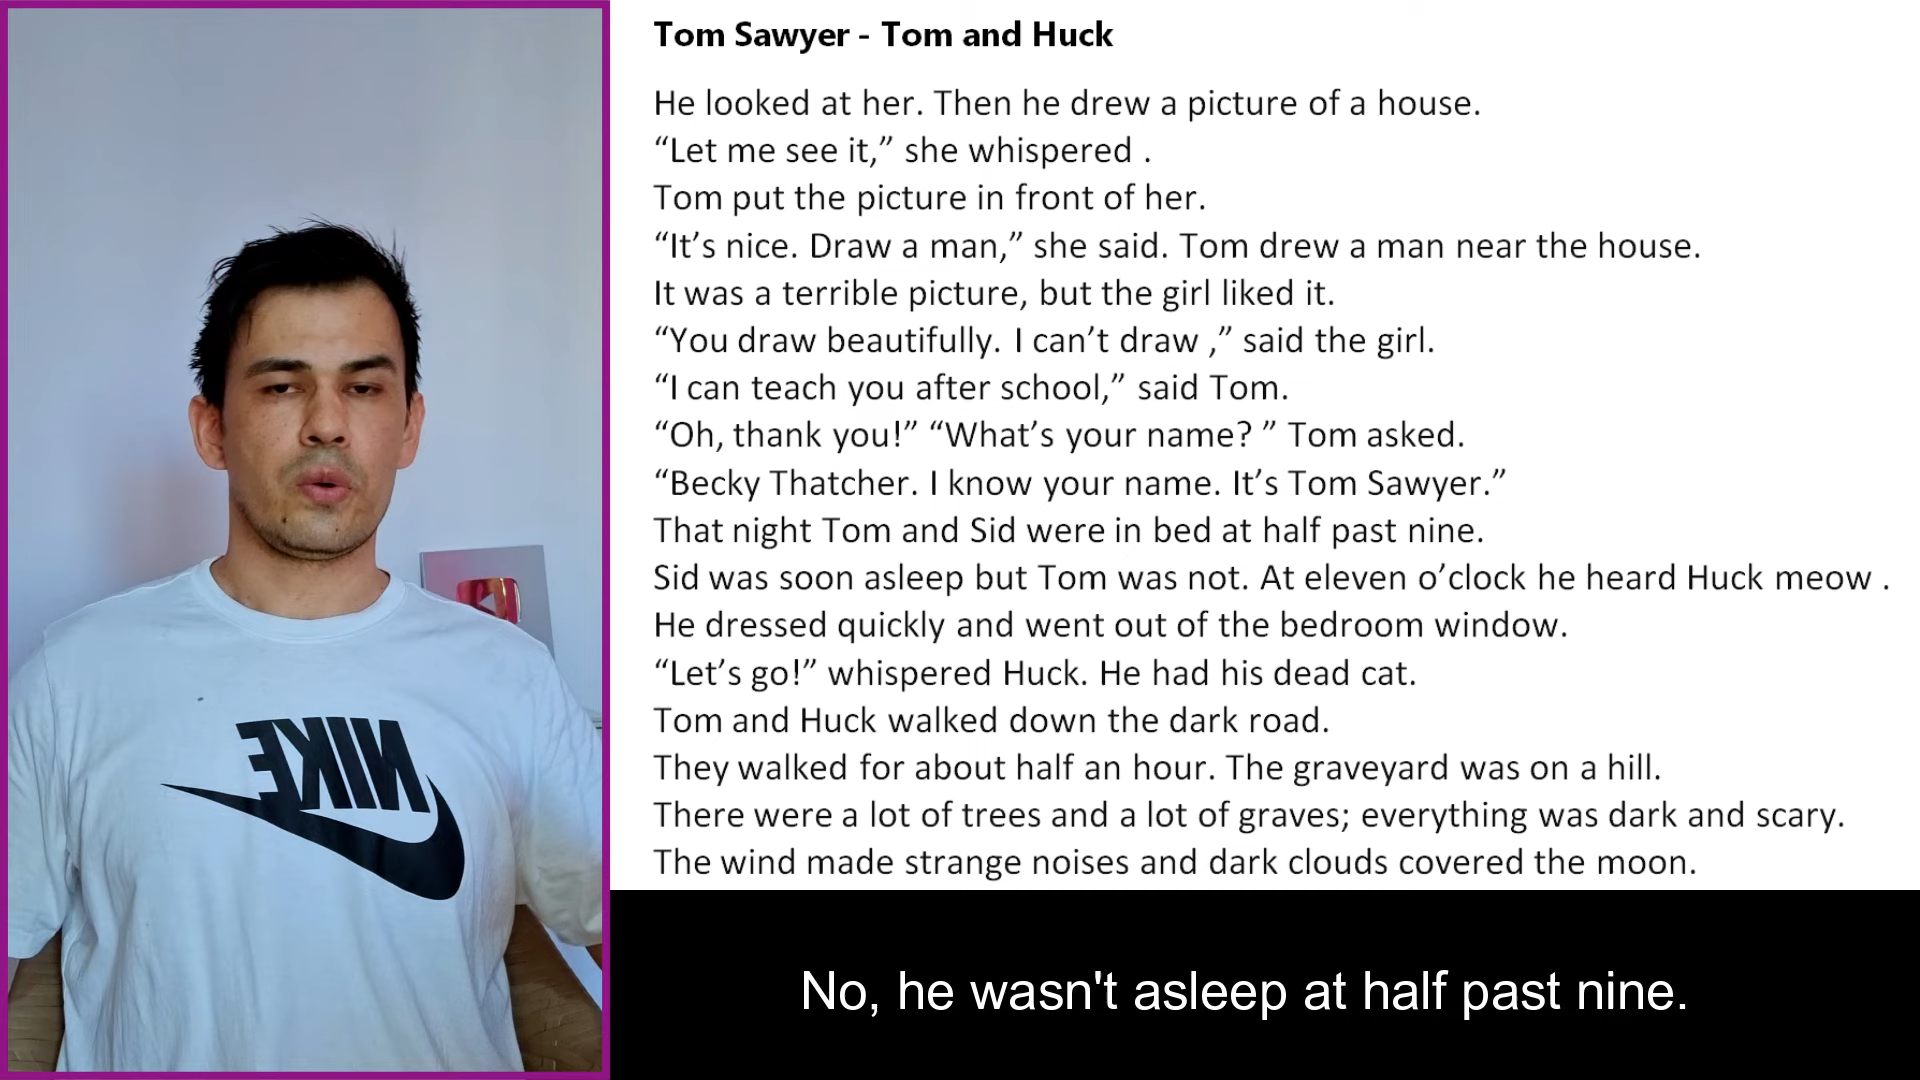 Tom Sawyer - Tom and Huck
He looked at her. Then he drew a picture of a house.
“Let me see it,” she whispered .
Tom put the picture in front of her.
“It’s nice. Draw a man,” she said. Tom drew a man near the house.
It was a terrible picture, but the girl liked it.
“You draw beautifully. I can’t draw ,” said the girl.
“I can teach you after school,” said Tom.
“Oh, thank you!” “What’s your name? ” Tom asked.
“Becky Thatcher. I know your name. It’s Tom Sawyer.”
That night Tom and Sid were in bed at half past nine.
Sid was soon asleep but Tom was not. At eleven o’clock he heard Huck meow .
He dressed quickly and went out of the bedroom window.
“Let’s go!” whispered Huck. He had his dead cat.
Tom and Huck walked down the dark road.
They walked for about half an hour. The graveyard was on a hill.
There were a lot of trees and a lot of graves; everything was dark and scary.
The wind made strange noises and dark clouds covered the moon.
NIKE
No, he wasn't asleep at half past nine.